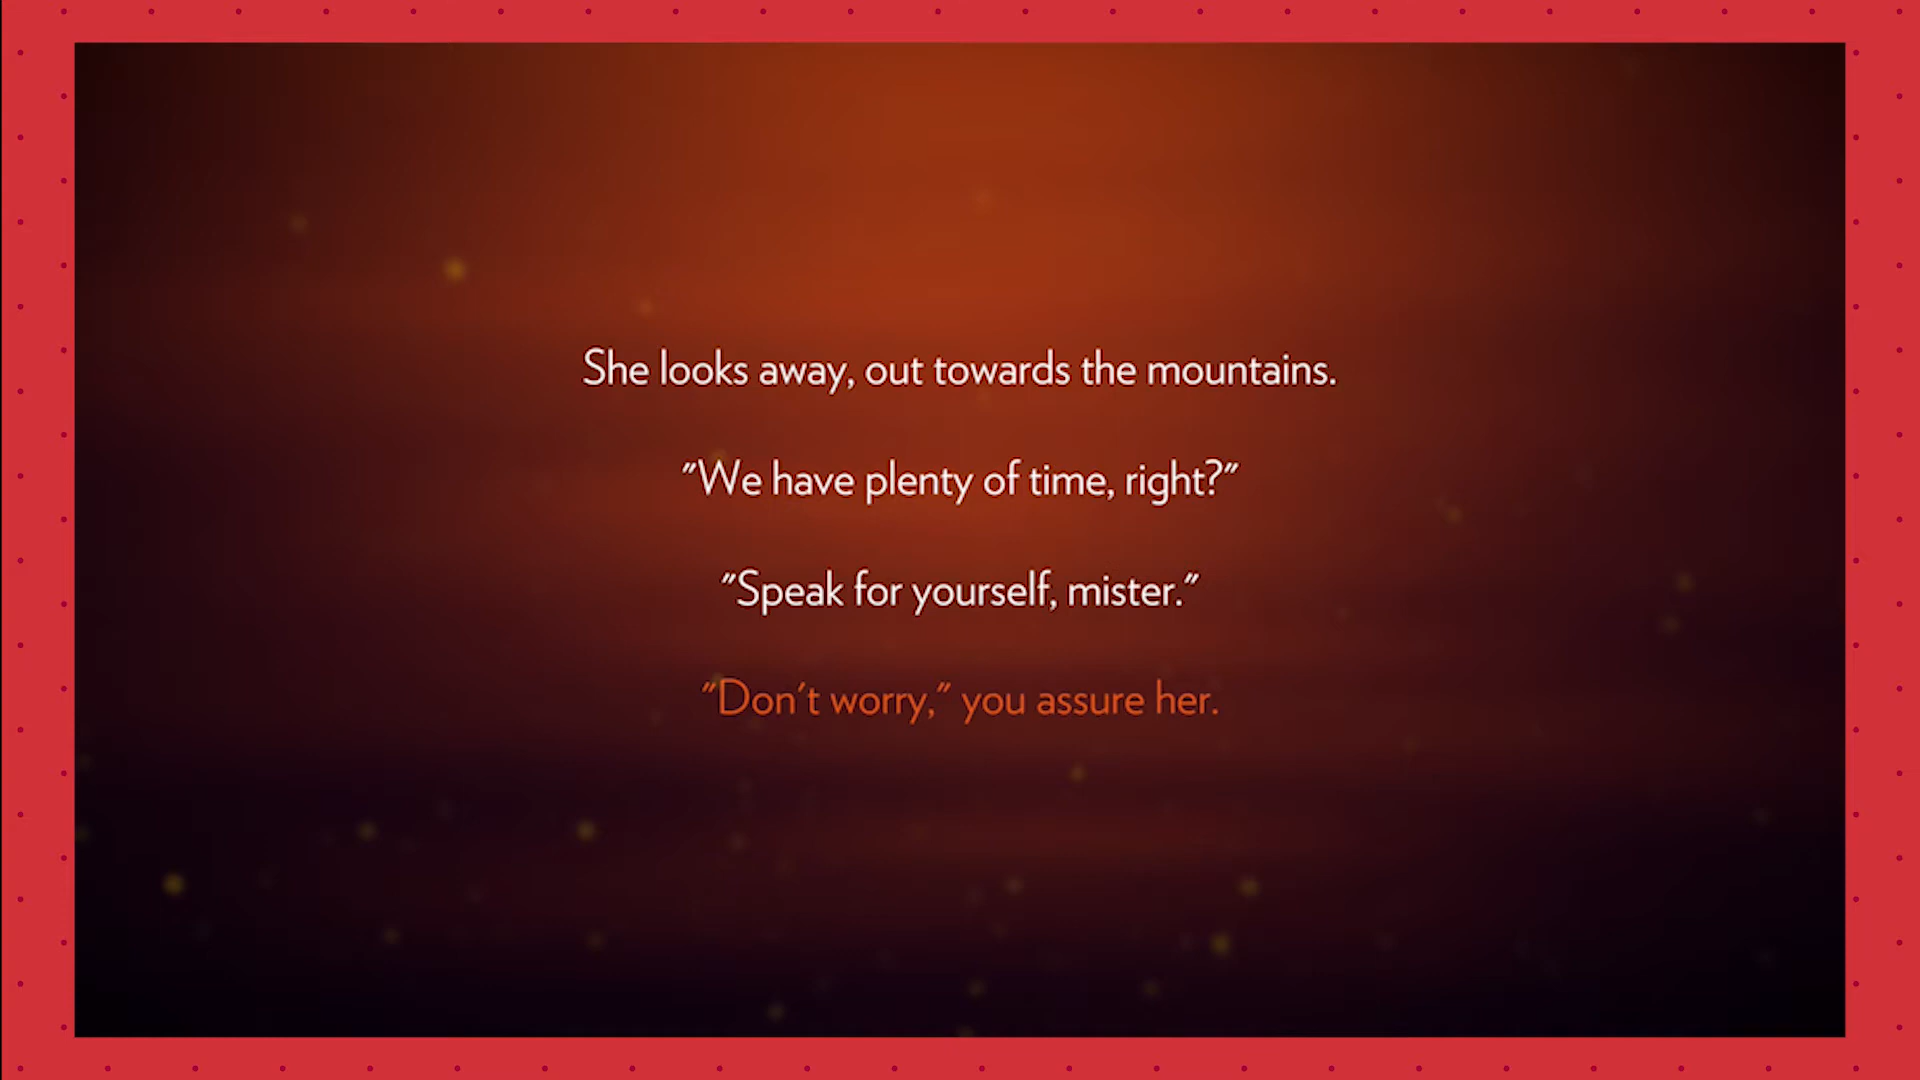 She looks away, out towards the mountains.
"We have plenty of time, right?"
"Speak for yourself, mister."
"Don't worry," you assure her.